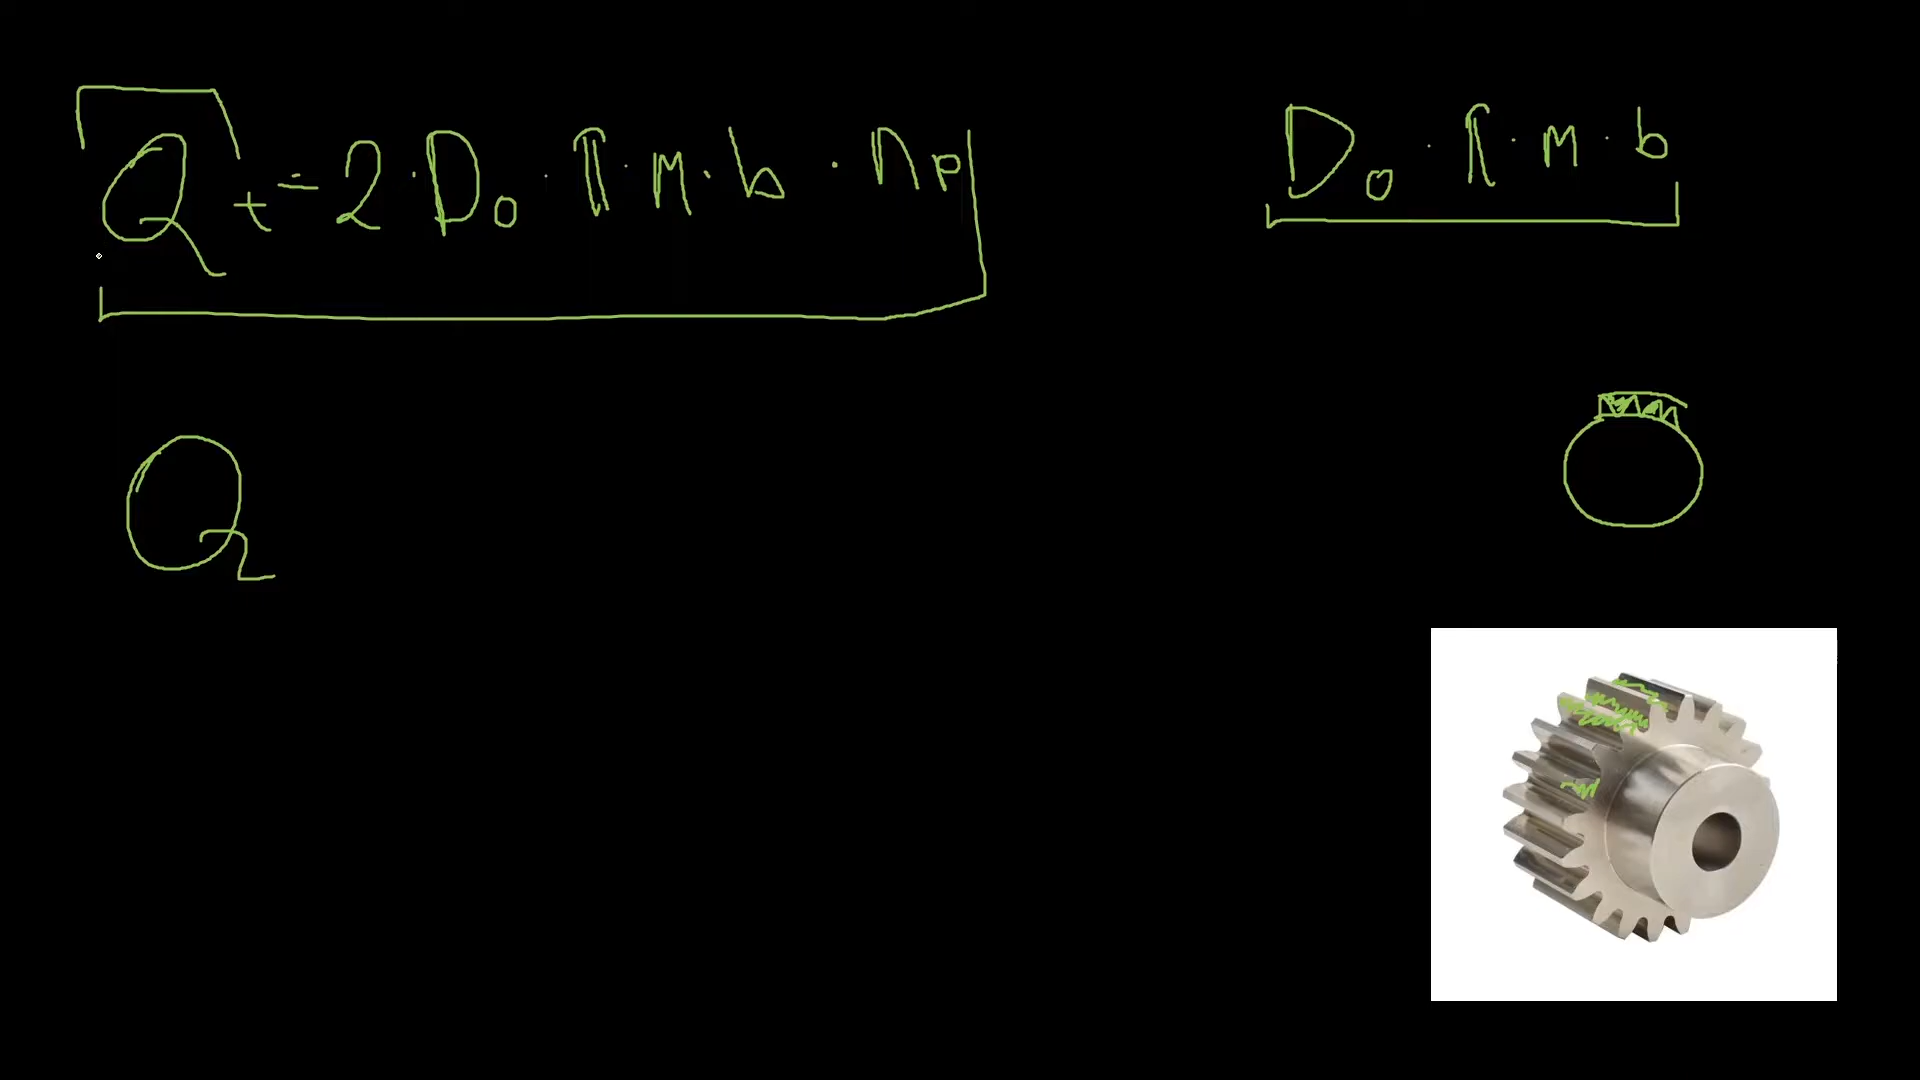 Qt = 2 · D0 · π · m · b · np
D0 · π · m · b
Q2